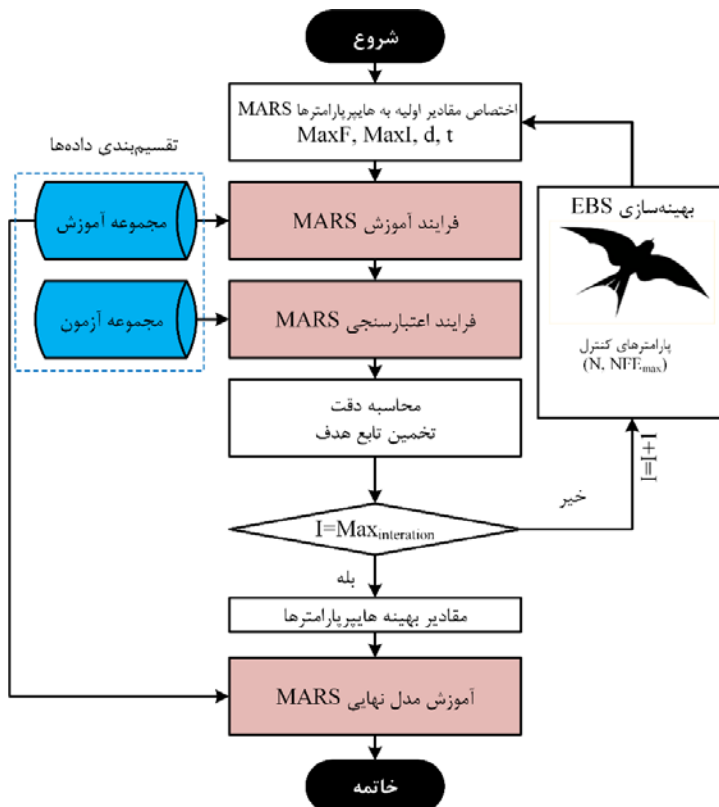 شروع
اختصاص مقادیر اولیه به هایپرپارامترها MARS
MaxF, MaxI, d, t
تقسیم‌بندی داده‌ها
مجموعه آموزش
فرایند آموزش MARS
مجموعه آزمون
فرایند اعتبارسنجی MARS
بهینه‌سازی EBS
پارامترهای کنترل
(N, NFEmax)
محاسبه دقت
تخمین تابع هدف
I=I+1
I=Maxinteration
خیر
بله
مقادیر بهینه هایپرپارامترها
آموزش مدل نهایی MARS
خاتمه